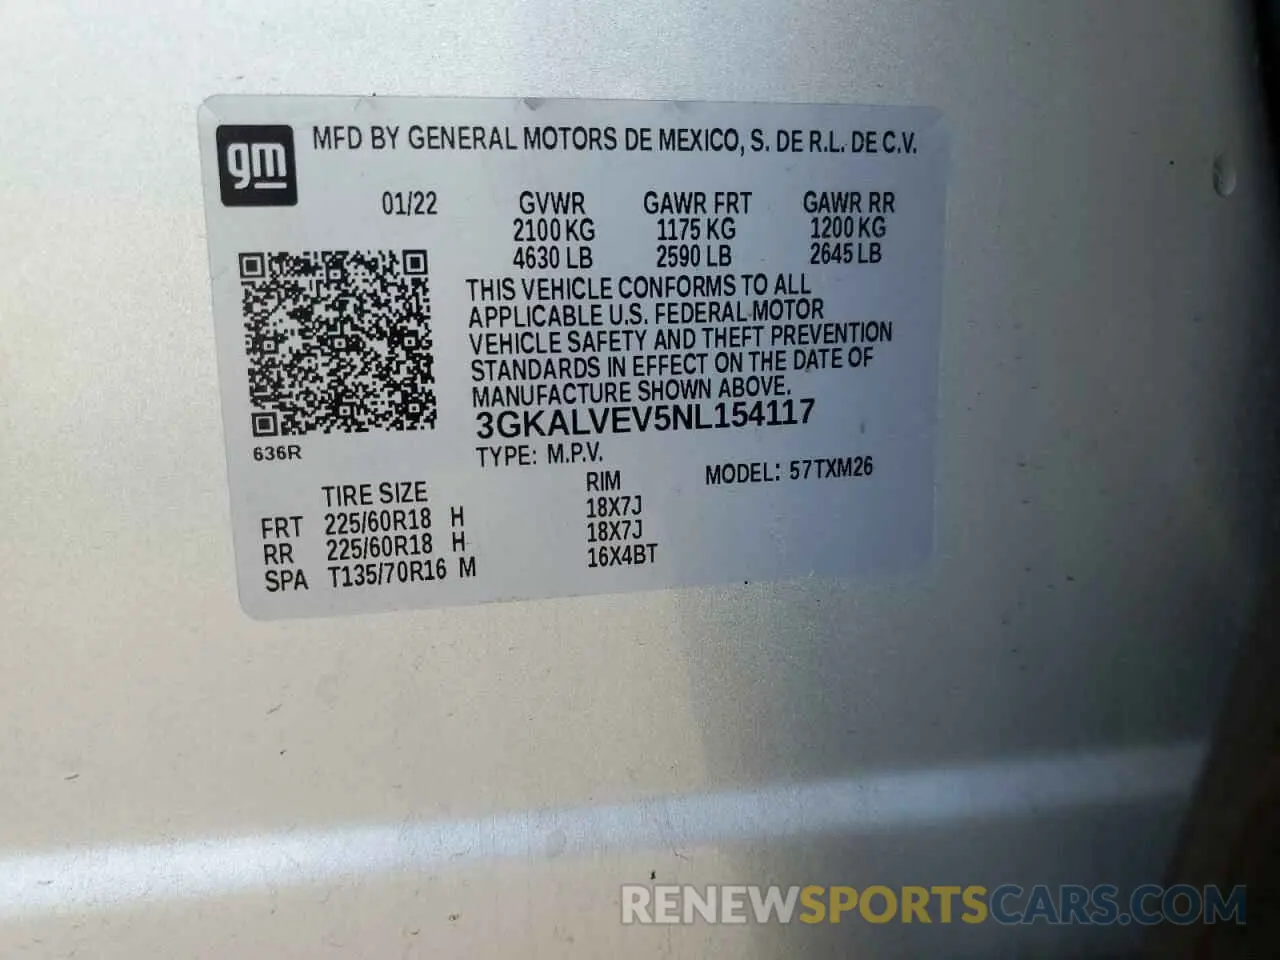 gm
MFD BY GENERAL MOTORS DE MEXICO, S. DE R.L. DE C.V.
01/22 GVWR GAWR FRT GAWR RR
2100 KG 1175 KG 1200 KG
4630 LB 2590 LB 2645 LB
THIS VEHICLE CONFORMS TO ALL
APPLICABLE U.S. FEDERAL MOTOR
VEHICLE SAFETY AND THEFT PREVENTION
STANDARDS IN EFFECT ON THE DATE OF
MANUFACTURE SHOWN ABOVE.
3GKALVEV5NL154117
636R
TYPE: M.P.V. MODEL: 57TXM26
TIRE SIZE RIM
FRT 225/60R18 H 18X7J
RR 225/60R18 H 18X7J
SPA T135/70R16 M 16X4BT
RENEWSPORTSCARS.COM